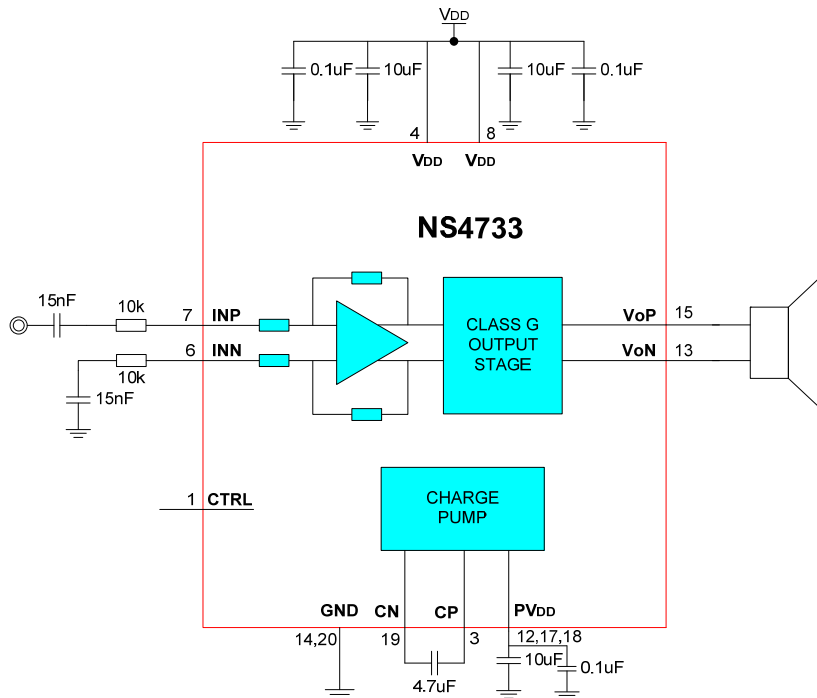 VDD
0.1uF 10uF 10uF 0.1uF
4 8
VDD VDD
NS4733
15nF 10k 7 INP
CLASS G
OUTPUT
STAGE
VoP 15
6 INN
VoN 13
10k
15nF
1 CTRL
CHARGE
PUMP
GND CN CP PVDD
14,20 19 3 12,17,18
4.7uF 10uF 0.1uF